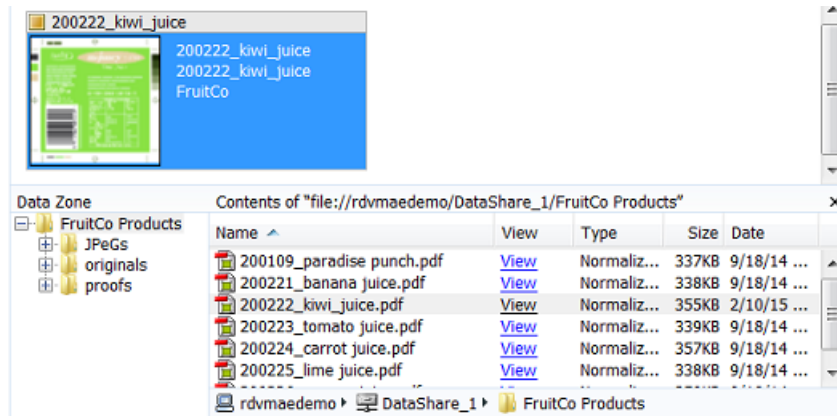 200222_kiwi_juice
200222_kiwi_juice
200222_kiwi_juice
FruitCo
Data Zone
Contents of "file://rdvmaedemo/DataShare_1/FruitCo Products"
FruitCo Products
JPeGs
originals
proofs
Name View Type Size Date
200109_paradise punch.pdf View Normaliz... 337KB 9/18/14 ...
200221_banana juice.pdf View Normaliz... 338KB 9/18/14 ...
200222_kiwi_juice.pdf View Normaliz... 355KB 2/10/15 ...
200223_tomato juice.pdf View Normaliz... 339KB 9/18/14 ...
200224_carrot juice.pdf View Normaliz... 357KB 9/18/14 ...
200225_lime juice.pdf View Normaliz... 338KB 9/18/14 ...
rdvmaedemo DataShare_1 FruitCo Products